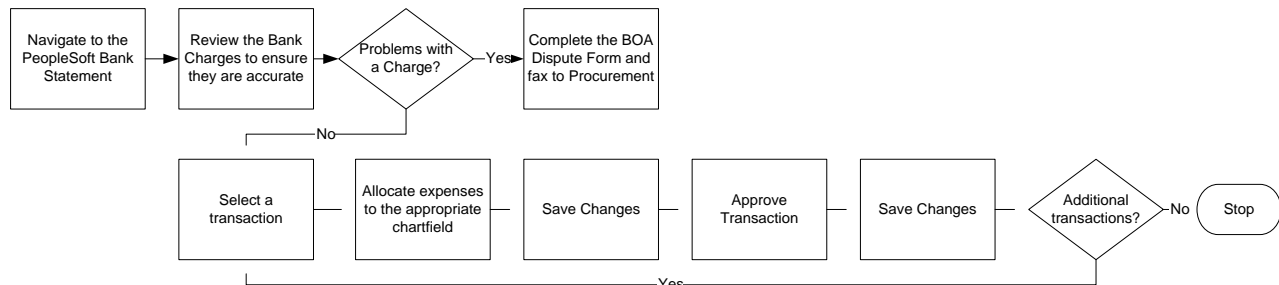 Navigate to the
PeopleSoft Bank
Statement
Review the Bank
Charges to ensure
they are accurate
Problems with
a Charge?
Yes
Complete the BOA
Dispute Form and
fax to Procurement
No
Select a
transaction
Allocate expenses
to the appropriate
chartfield
Save Changes
Approve
Transaction
Save Changes
Additional
transactions?
No
Stop
Yes